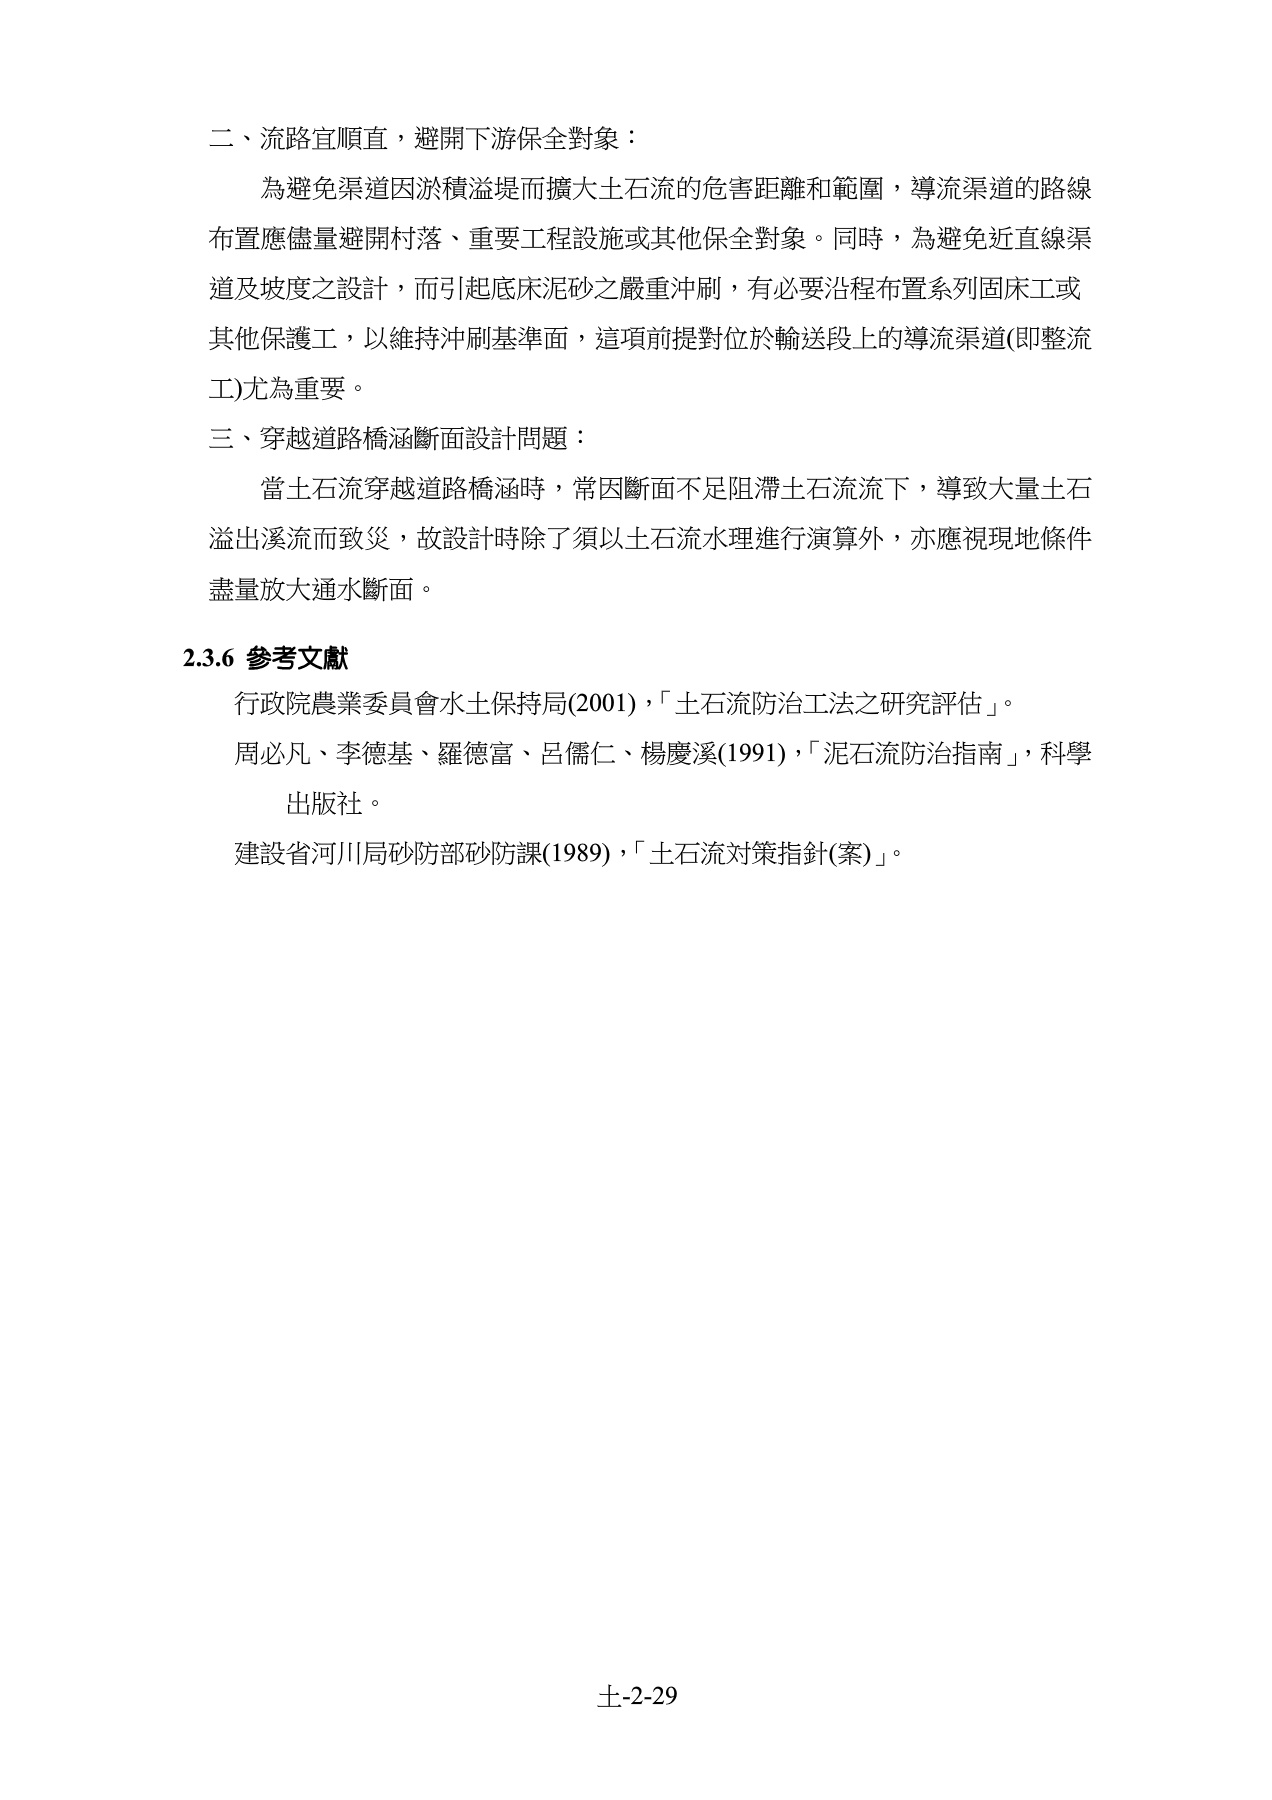 二、流路宜順直，避開下游保全對象：
為避免渠道因淤積溢堤而擴大土石流的危害距離和範圍，導流渠道的路線
布置應儘量避開村落、重要工程設施或其他保全對象。同時，為避免近直線渠
道及坡度之設計，而引起底床泥砂之嚴重沖刷，有必要沿程布置系列固床工或
其他保護工，以維持沖刷基準面，這項前提對位於輸送段上的導流渠道(即整流
工)尤為重要。
三、穿越道路橋涵斷面設計問題：
當土石流穿越道路橋涵時，常因斷面不足阻滯土石流流下，導致大量土石
溢出溪流而致災，故設計時除了須以土石流水理進行演算外，亦應視現地條件
盡量放大通水斷面。
2.3.6 參考文獻
行政院農業委員會水土保持局(2001)，「土石流防治工法之研究評估」。
周必凡、李德基、羅德富、呂儒仁、楊慶溪(1991)，「泥石流防治指南」，科學
出版社。
建設省河川局砂防部砂防課(1989)，「土石流対策指針(案)」。
土-2-29